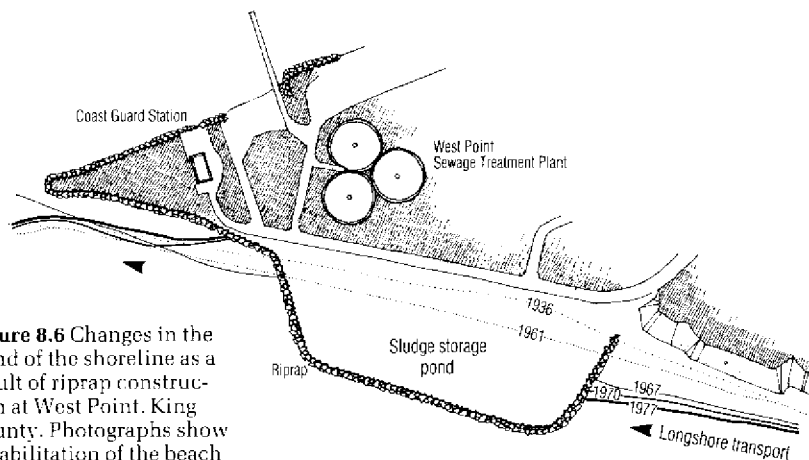 Coast Guard Station
West Point
Sewage Treatment Plant
1936
1961
Sludge storage
pond
Riprap
1967
1970
1977
Longshore transport
ure 8.6 Changes in the
nd of the shoreline as a
ult of riprap construc-
n at West Point. King
unty. Photographs show
abilitation of the beach